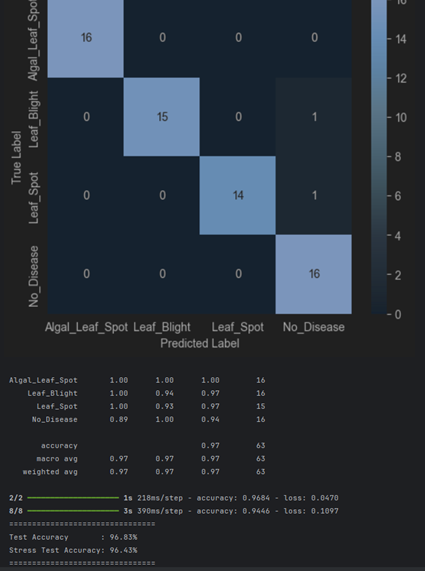 16 0 0 0
0 15 0 1
0 0 14 1
0 0 0 16
True Label
Algal_Leaf_Spot
Leaf_Blight
Leaf_Spot
No_Disease
Algal_Leaf_Spot Leaf_Blight Leaf_Spot No_Disease
Predicted Label
16
14
12
10
8
6
4
2
0
Algal_Leaf_Spot 1.00 1.00 1.00 16
Leaf_Blight 1.00 0.94 0.97 16
Leaf_Spot 1.00 0.93 0.97 15
No_Disease 0.89 1.00 0.94 16
accuracy 0.97 63
macro avg 0.97 0.97 0.97 63
weighted avg 0.97 0.97 0.97 63
2/2 ━━━━━━━━━━━━━━━━━━━━ 1s 218ms/step - accuracy: 0.9684 - loss: 0.0470
8/8 ━━━━━━━━━━━━━━━━━━━━ 3s 390ms/step - accuracy: 0.9446 - loss: 0.1097
================================
Test Accuracy : 96.83%
Stress Test Accuracy: 96.43%
================================